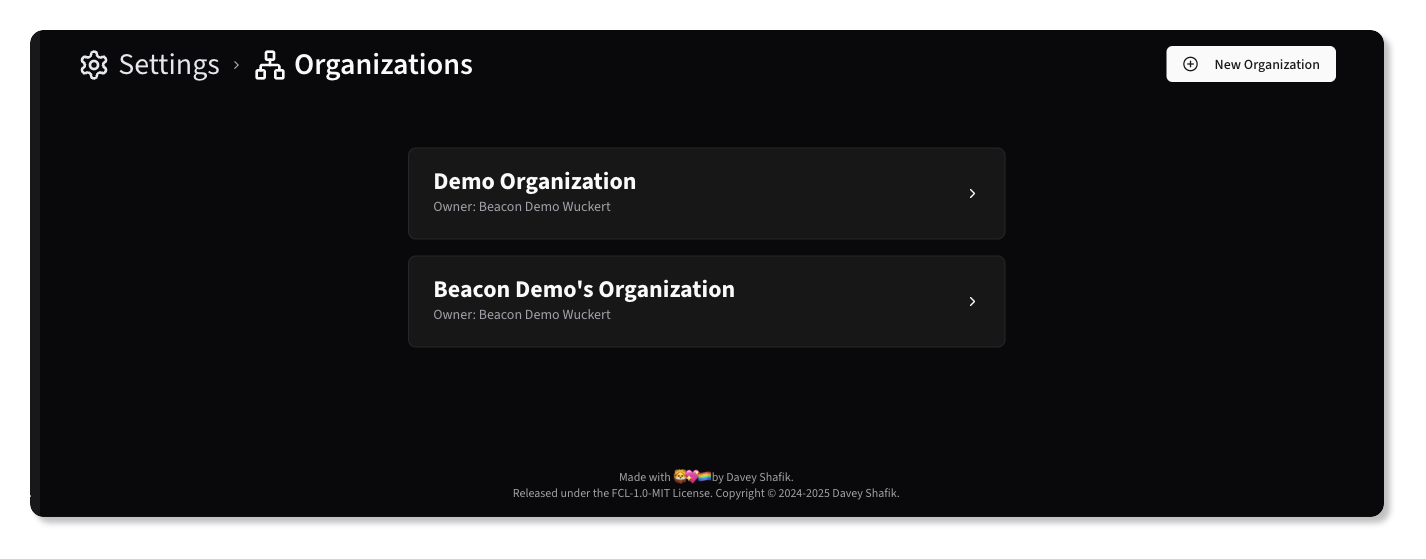 Settings › Organizations
New Organization
Demo Organization
Owner: Beacon Demo Wuckert
Beacon Demo's Organization
Owner: Beacon Demo Wuckert
Made with 🦁💖🏳️‍🌈by Davey Shafik.
Released under the FCL-1.0-MIT License. Copyright © 2024-2025 Davey Shafik.